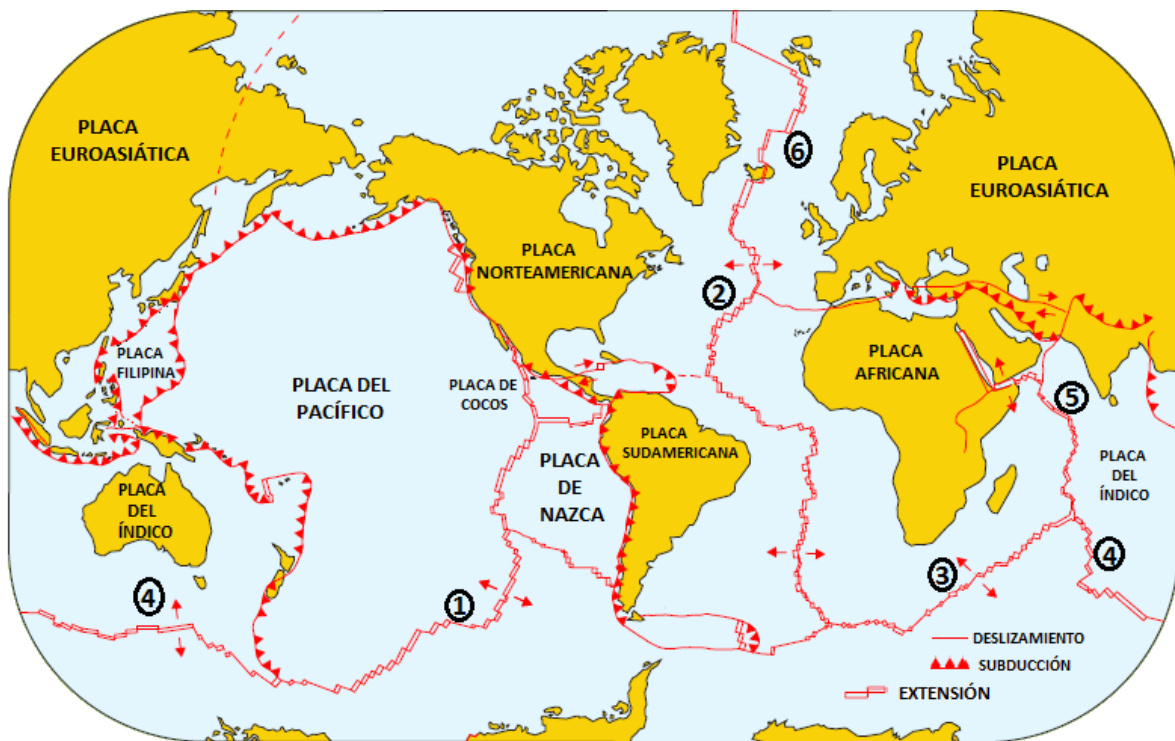 6
PLACA
EUROASIÁTICA
PLACA
EUROASIÁTICA
PLACA
NORTEAMERICANA
2
PLACA
FILIPINA
PLACA DEL
PACÍFICO
PLACA DE
COCOS
PLACA
AFRICANA
5
PLACA
SUDAMERICANA
PLACA
DE
NAZCA
PLACA
DEL
ÍNDICO
PLACA
DEL
ÍNDICO
4
1
3
4
DESLIZAMIENTO
SUBDUCCIÓN
EXTENSIÓN